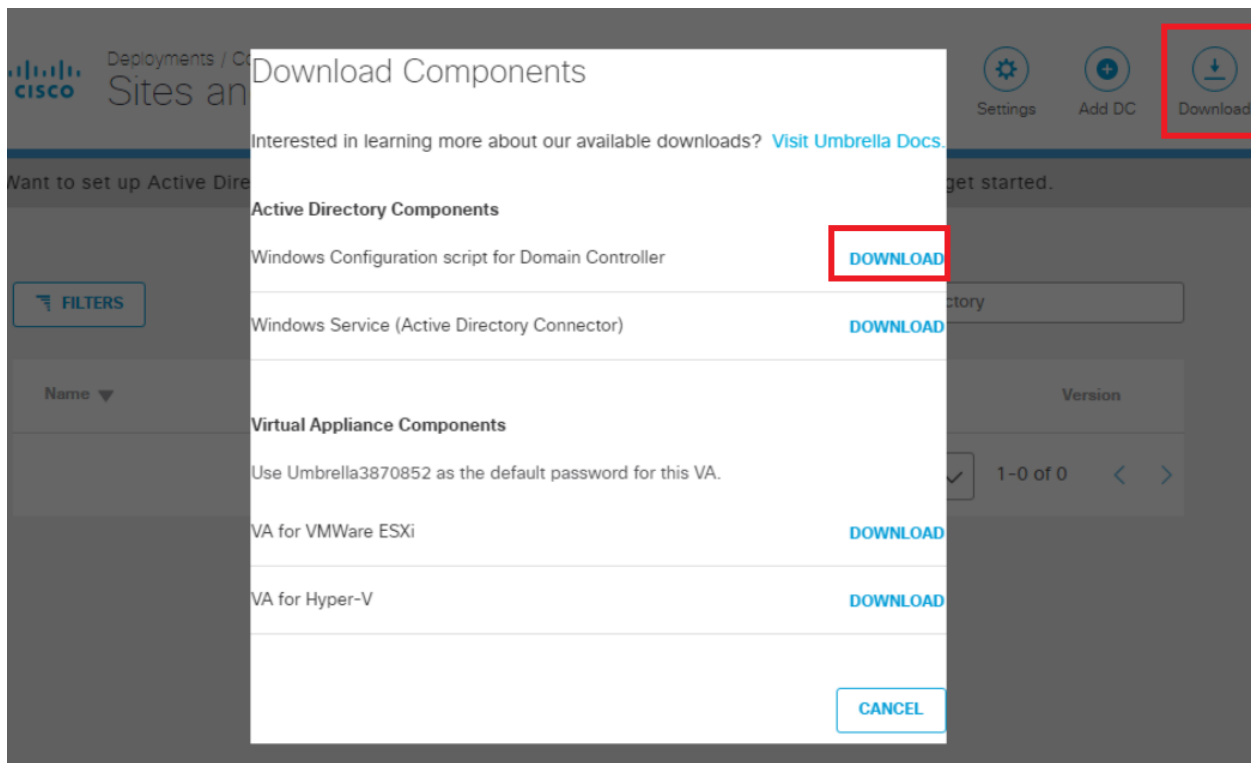 Deployments / Co
cisco
Sites an
Download Components
Settings
Add DC
Download
Interested in learning more about our available downloads? Visit Umbrella Docs.
Want to set up Active Dire
get started.
Active Directory Components
Windows Configuration script for Domain Controller
DOWNLOAD
FILTERS
ctory
Windows Service (Active Directory Connector)
DOWNLOAD
Name
Version
Virtual Appliance Components
Use Umbrella3870852 as the default password for this VA.
1-0 of 0
VA for VMWare ESXi
DOWNLOAD
VA for Hyper-V
DOWNLOAD
CANCEL